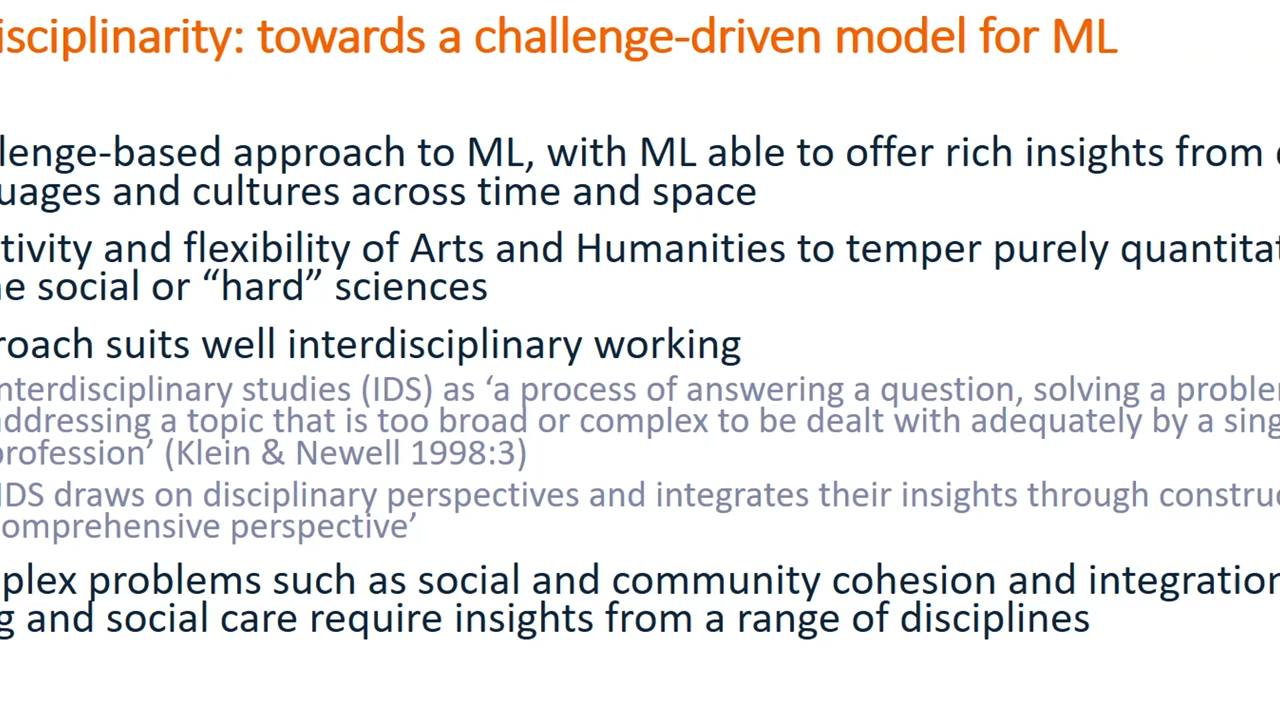 isciplinarity: towards a challenge-driven model for ML
lenge-based approach to ML, with ML able to offer rich insights from
uages and cultures across time and space
tivity and flexibility of Arts and Humanities to temper purely quantitat
e social or “hard” sciences
roach suits well interdisciplinary working
nterdisciplinary studies (IDS) as ‘a process of answering a question, solving a problem
addressing a topic that is too broad or complex to be dealt with adequately by a sing
profession’ (Klein & Newell 1998:3)
IDS draws on disciplinary perspectives and integrates their insights through construc
omprehensive perspective’
plex problems such as social and community cohesion and integration
g and social care require insights from a range of disciplines